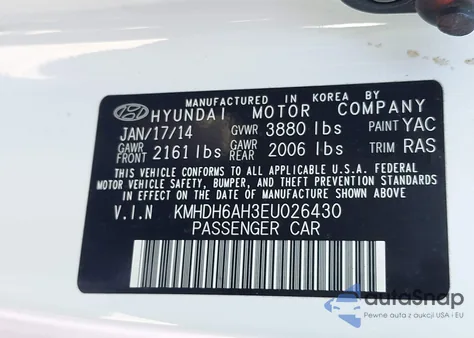 MANUFACTURED IN KOREA BY
HYUNDAI MOTOR COMPANY
JAN/17/14 GVWR 3880 lbs PAINT YAC
GAWR FRONT 2161 lbs GAWR REAR 2006 lbs TRIM RAS
THIS VEHICLE CONFORMS TO ALL APPLICABLE U.S.A. FEDERAL
MOTOR VEHICLE SAFETY, BUMPER, AND THEFT PREVENTION STANDARDS
IN EFFECT ON THE DATE OF MANUFACTURE SHOWN ABOVE.
V.I.N KMHDH6AH3EU026430
PASSENGER CAR
autoSnap
Pewne auta z aukcji USA i EU